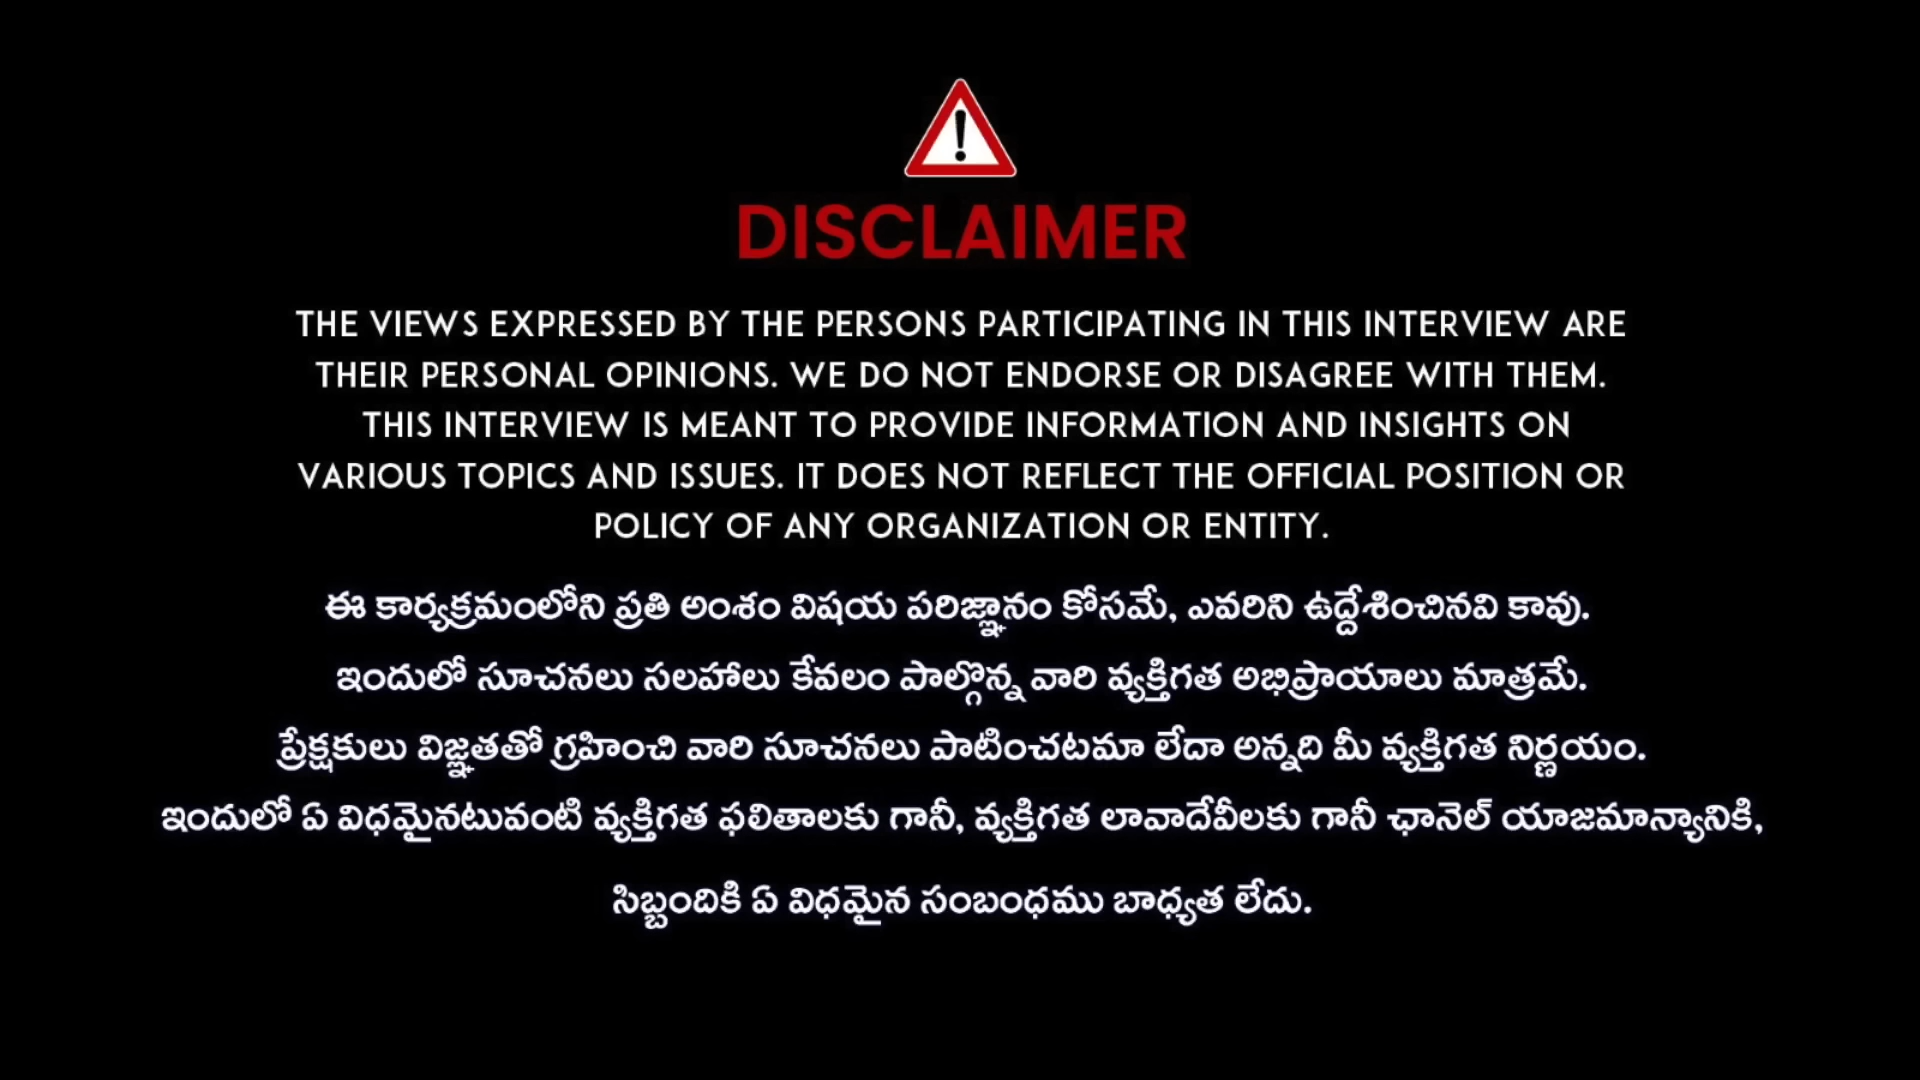 DISCLAIMER
THE VIEWS EXPRESSED BY THE PERSONS PARTICIPATING IN THIS INTERVIEW ARE
THEIR PERSONAL OPINIONS. WE DO NOT ENDORSE OR DISAGREE WITH THEM.
THIS INTERVIEW IS MEANT TO PROVIDE INFORMATION AND INSIGHTS ON
VARIOUS TOPICS AND ISSUES. IT DOES NOT REFLECT THE OFFICIAL POSITION OR
POLICY OF ANY ORGANIZATION OR ENTITY.
ఈ కార్యక్రమంలోని ప్రతి అంశం విషయ పరిజ్ఞానం కోసమే, ఎవరిని ఉద్దేశించినవి కావు.
ఇందులో సూచనలు సలహాలు కేవలం పాల్గొన్న వారి వ్యక్తిగత అభిప్రాయాలు మాత్రమే.
ప్రేక్షకులు విజ్ఞతతో గ్రహించి వారి సూచనలు పాటించటమా లేదా అన్నది మీ వ్యక్తిగత నిర్ణయం.
ఇందులో ఏ విధమైనటువంటి వ్యక్తిగత ఫలితాలకు గానీ, వ్యక్తిగత లావాదేవీలకు గానీ ఛానెల్ యాజమాన్యానికి,
సిబ్బందికి ఏ విధమైన సంబంధము బాధ్యత లేదు.